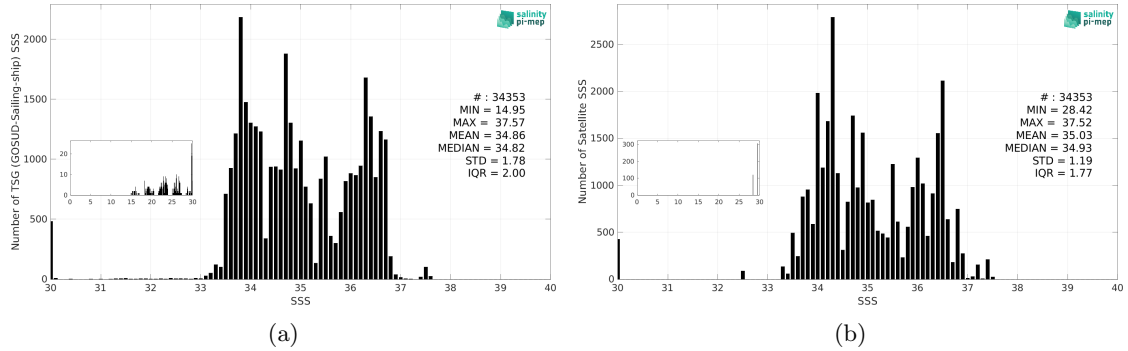 salinity
pi-mep
Number of TSG (GOSUD-Sailing-ship) SSS
2000
1500
1000
500
0
# : 34353
MIN = 14.95
MAX = 37.57
MEAN = 34.86
MEDIAN = 34.82
STD = 1.78
IQR = 2.00
20
10
0
0 5 10 15 20 25 30
30 31 32 33 34 35 36 37 38 39 40
SSS
(a)
salinity
pi-mep
Number of Satellite SSS
2500
2000
1500
1000
500
0
# : 34353
MIN = 28.42
MAX = 37.52
MEAN = 35.03
MEDIAN = 34.93
STD = 1.19
IQR = 1.77
300
200
100
0
0 5 10 15 20 25 30
30 31 32 33 34 35 36 37 38 39 40
SSS
(b)